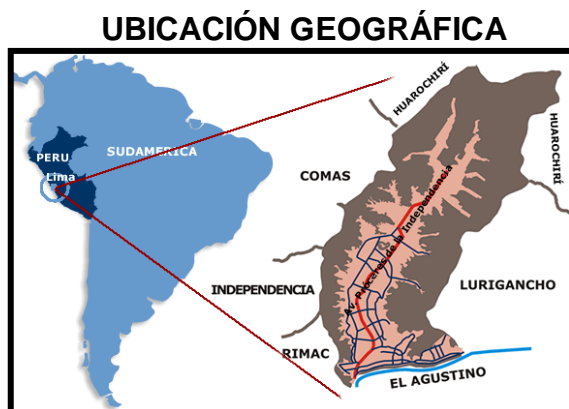 UBICACIÓN GEOGRÁFICA
PERU
SUDAMERICA
Lima
HUAROCHIRÍ
HUAROCHIRÍ
COMAS
Av. Próceres de la Independencia
INDEPENDENCIA
LURIGANCHO
RIMAC
EL AGUSTINO